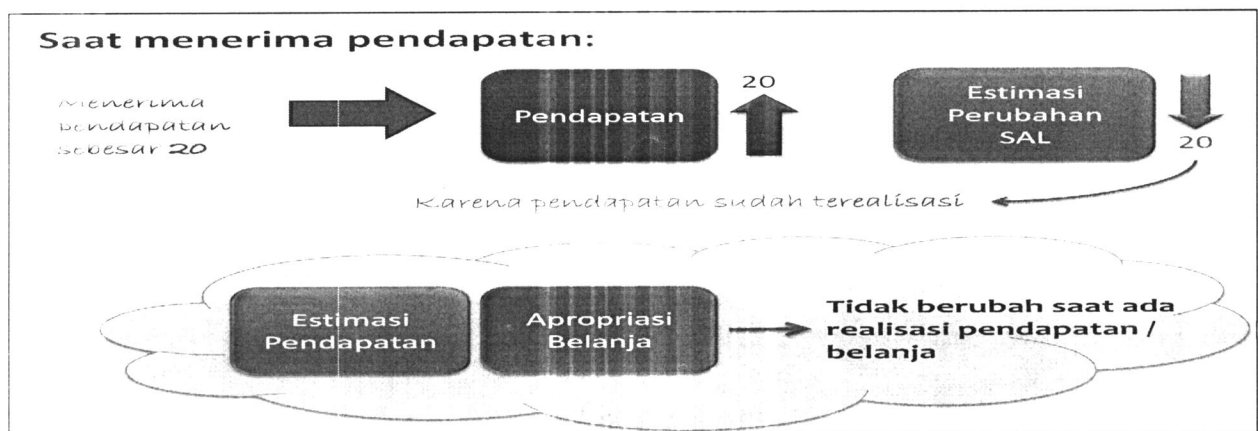 Saat menerima pendapatan:
Menerima
pendapatan
sebesar 20
Pendapatan
20
Estimasi
Perubahan
SAL
20
Karena pendapatan sudah terealisasi
Estimasi
Pendapatan
Apropriasi
Belanja
Tidak berubah saat ada
realisasi pendapatan /
belanja